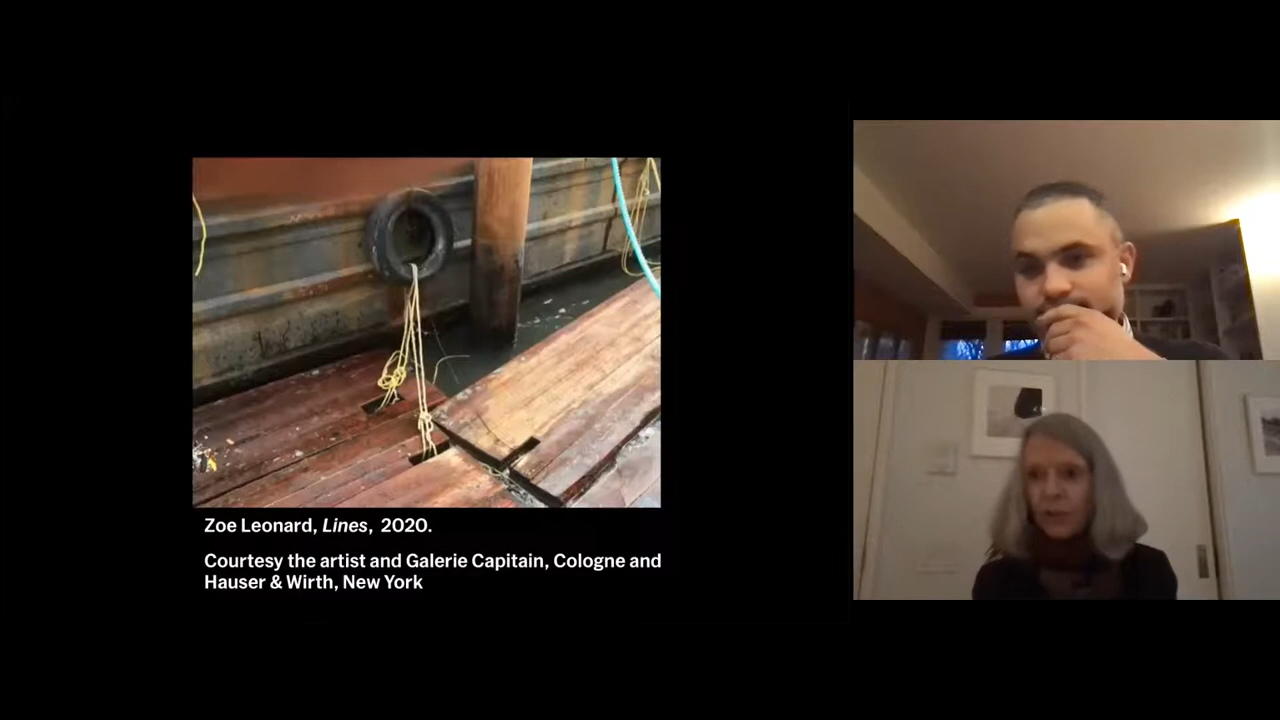 Zoe Leonard, Lines, 2020.
Courtesy the artist and Galerie Capitain, Cologne and
Hauser & Wirth, New York